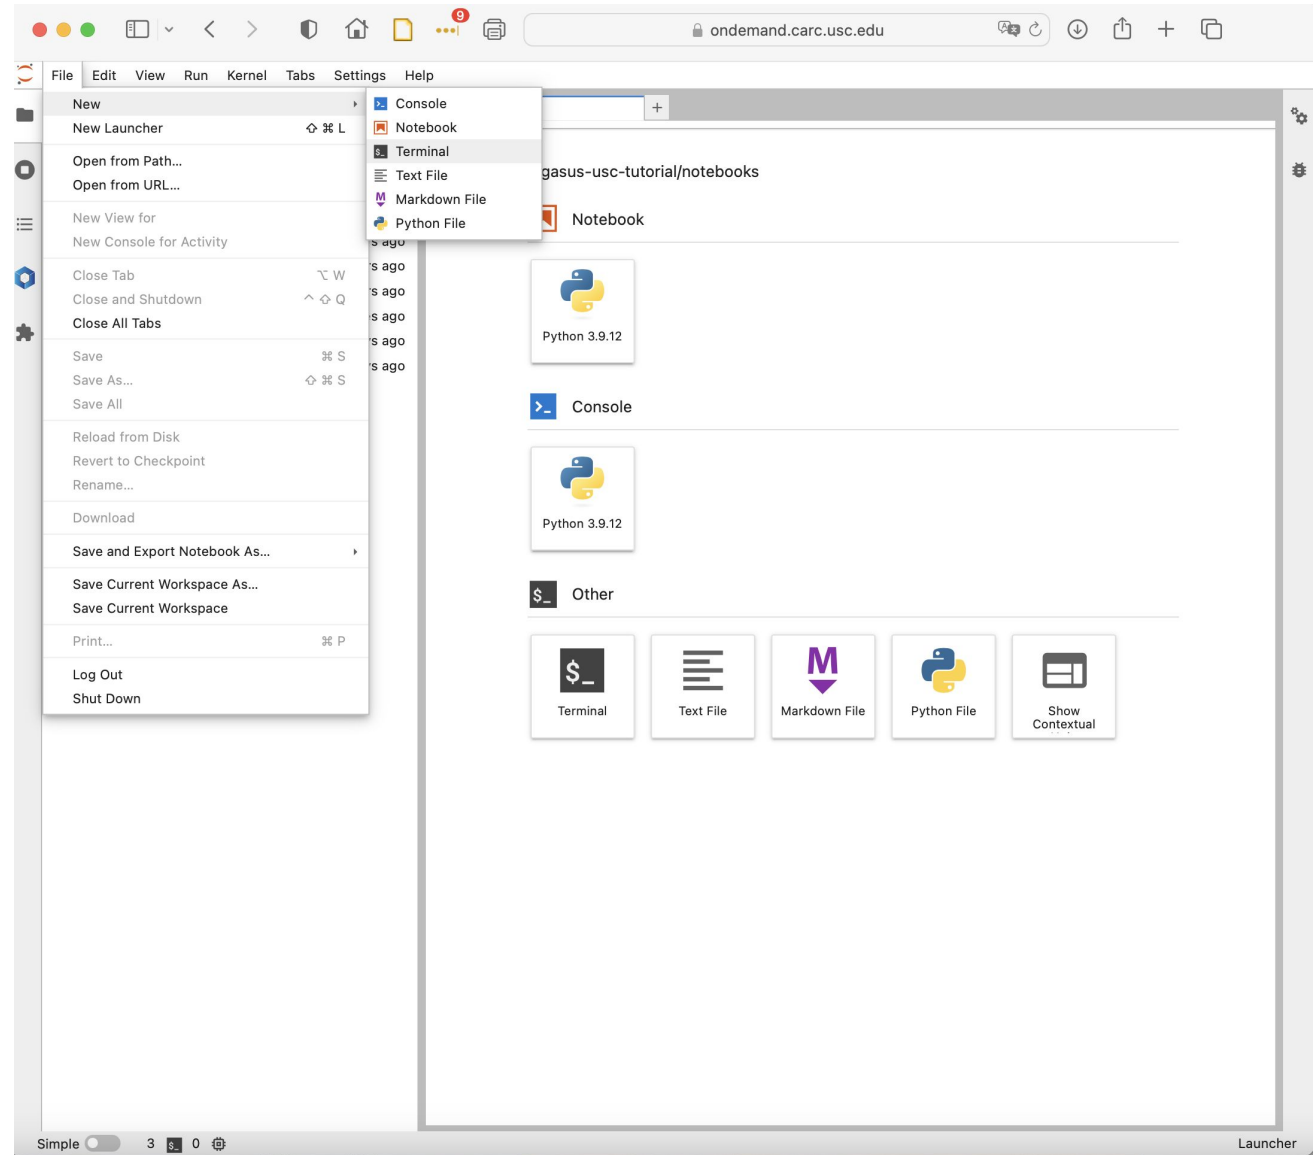 9
ondemand.carc.usc.edu
File Edit View Run Kernel Tabs Settings Help
New
New Launcher ⇧ ⌘ L
Open from Path...
Open from URL...
New View for
New Console for Activity
Close Tab ⌥ W
Close and Shutdown ^ ⇧ Q
Close All Tabs
Save ⌘ S
Save As... ⇧ ⌘ S
Save All
Reload from Disk
Revert to Checkpoint
Rename...
Download
Save and Export Notebook As...
Save Current Workspace As...
Save Current Workspace
Print... ⌘ P
Log Out
Shut Down
Console
Notebook
Terminal
Text File
Markdown File
Python File
s ago
s ago
s ago
s ago
s ago
s ago
gasus-usc-tutorial/notebooks
Notebook
Python 3.9.12
Console
Python 3.9.12
$_ Other
$_
Terminal
Text File
M
Markdown File
Python File
Show
Contextual
Simple 3 $_ 0
Launcher